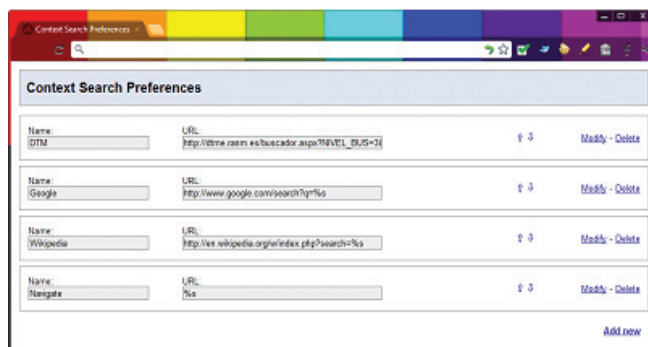 Context Search Preferences
Context Search Preferences
Name: URL:
DTM http://dtme.ranm.es/buscador.aspx?NIVEL_BUS=3&
Modify - Delete
Name: URL:
Google http://www.google.com/search?q=%s
Modify - Delete
Name: URL:
Wikipedia http://en.wikipedia.org/w/index.php?search=%s
Modify - Delete
Name: URL:
Navigate %s
Modify - Delete
Add new